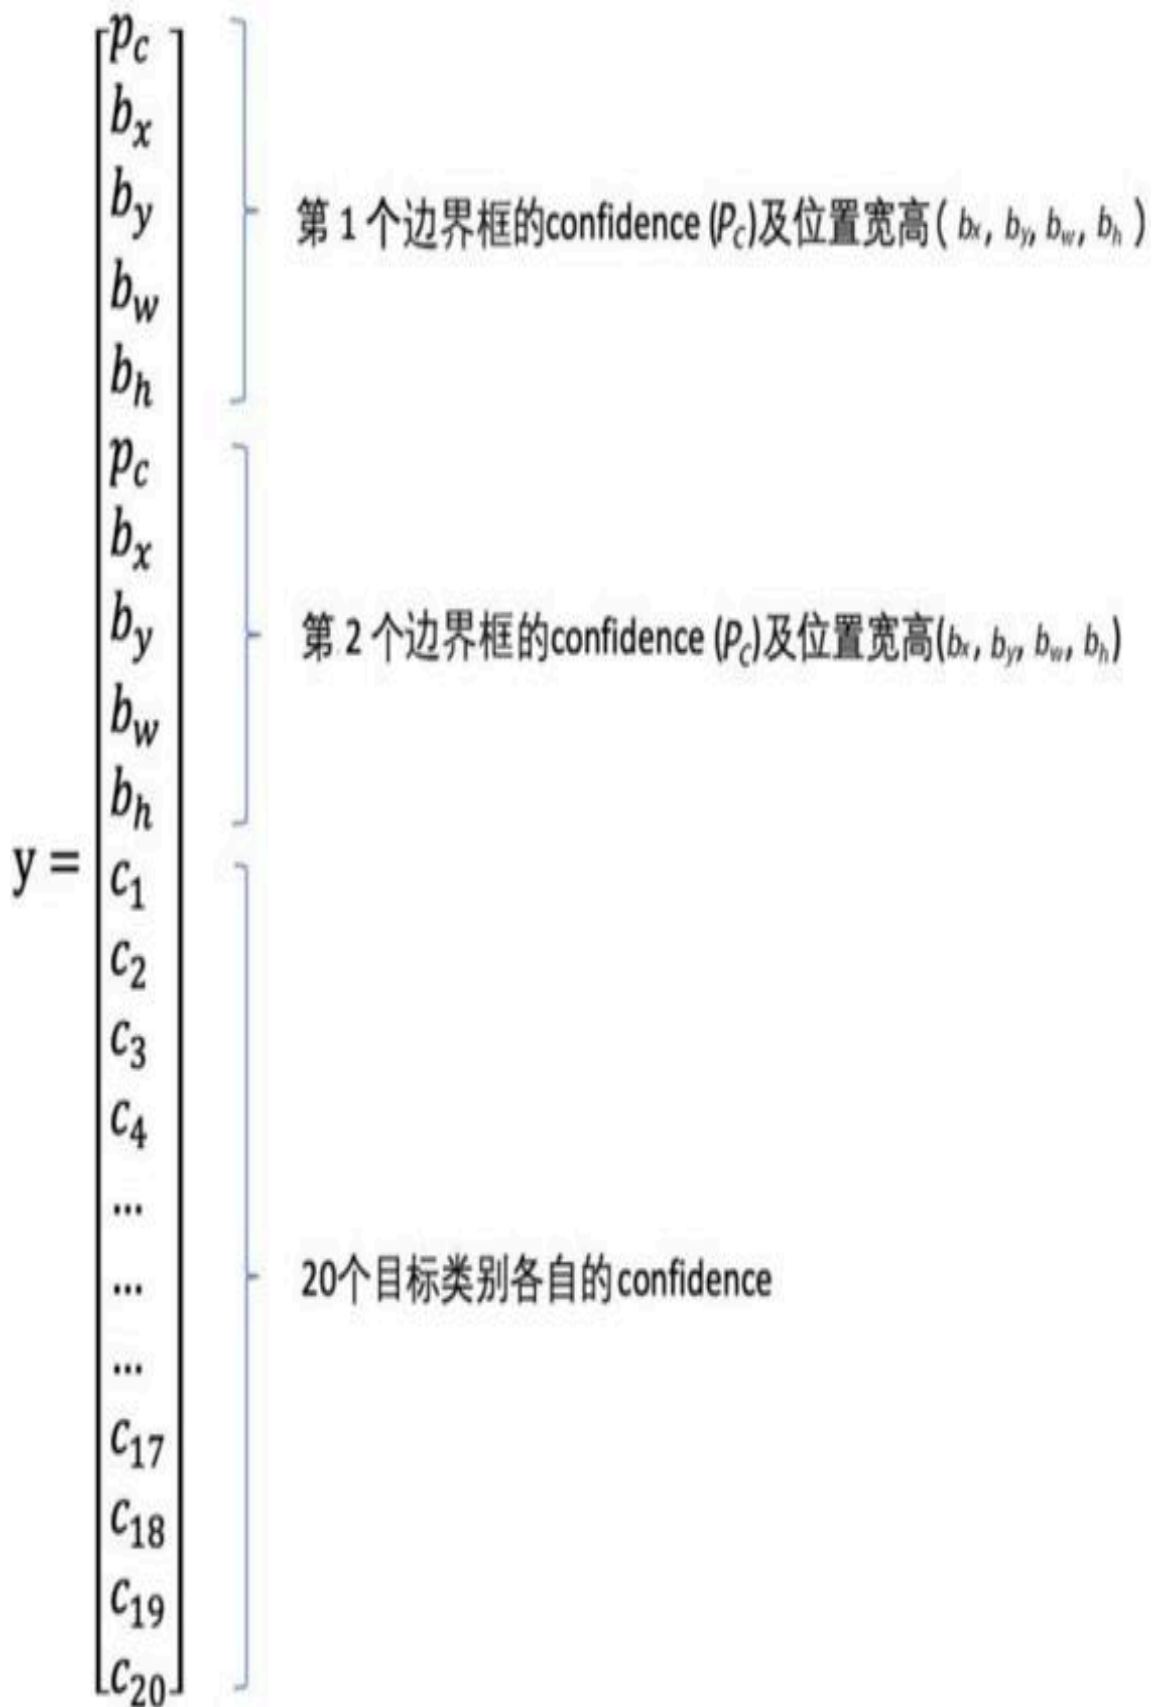 p_c
b_x
b_y
第 1 个边界框的confidence (P_C)及位置宽高( b_x, b_y, b_w, b_h )
b_w
b_h
p_c
b_x
b_y
第 2 个边界框的confidence (P_C)及位置宽高(b_x, b_y, b_w, b_h)
b_w
b_h
y =
c_1
c_2
c_3
c_4
...
...
20个目标类别各自的confidence
...
c_17
c_18
c_19
c_20